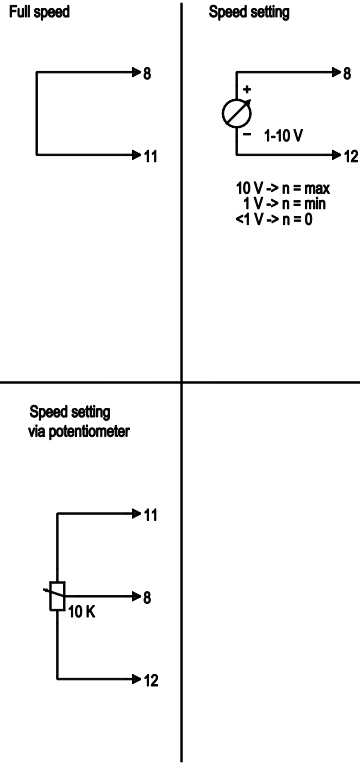 Full speed
8
11
Speed setting
8
+
–
1-10 V
12
10 V -> n = max
1 V -> n = min
<1 V -> n = 0
Speed setting
via potentiometer
11
8
10 K
12